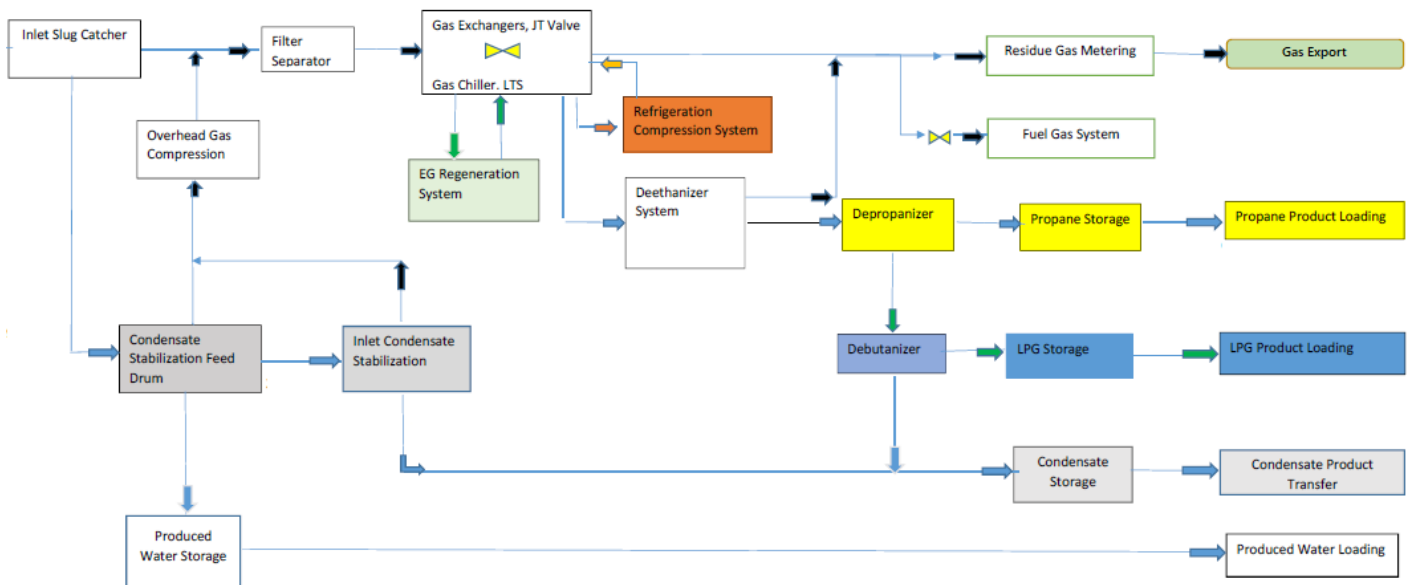 Inlet Slug Catcher
Filter
Separator
Gas Exchangers, JT Valve
Gas Chiller. LTS
Residue Gas Metering
Gas Export
Refrigeration
Compression System
Fuel Gas System
Overhead Gas
Compression
EG Regeneration
System
Deethanizer
System
Depropanizer
Propane Storage
Propane Product Loading
Condensate
Stabilization Feed
Drum
Inlet Condensate
Stabilization
Debutanizer
LPG Storage
LPG Product Loading
Condensate
Storage
Condensate Product
Transfer
Produced
Water Storage
Produced Water Loading